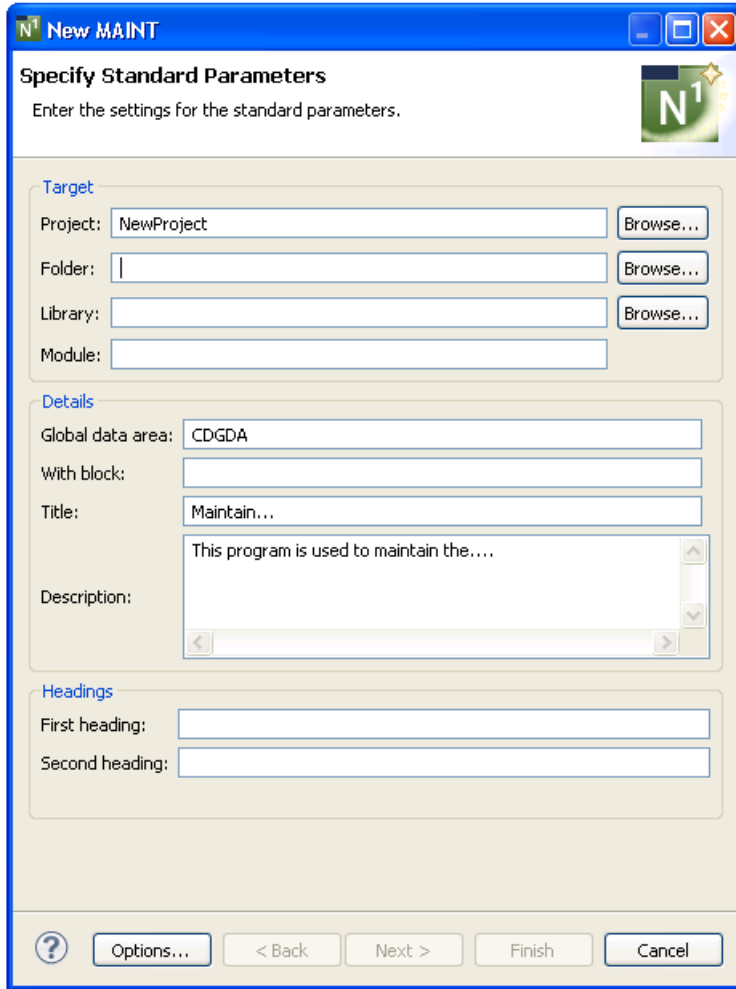 N1 New MAINT
Specify Standard Parameters
Enter the settings for the standard parameters.
N1
Target
Project: NewProject Browse...
Folder: Browse...
Library: Browse...
Module:
Details
Global data area: CDGDA
With block:
Title: Maintain...
Description: This program is used to maintain the....
Headings
First heading:
Second heading:
? Options... < Back Next > Finish Cancel